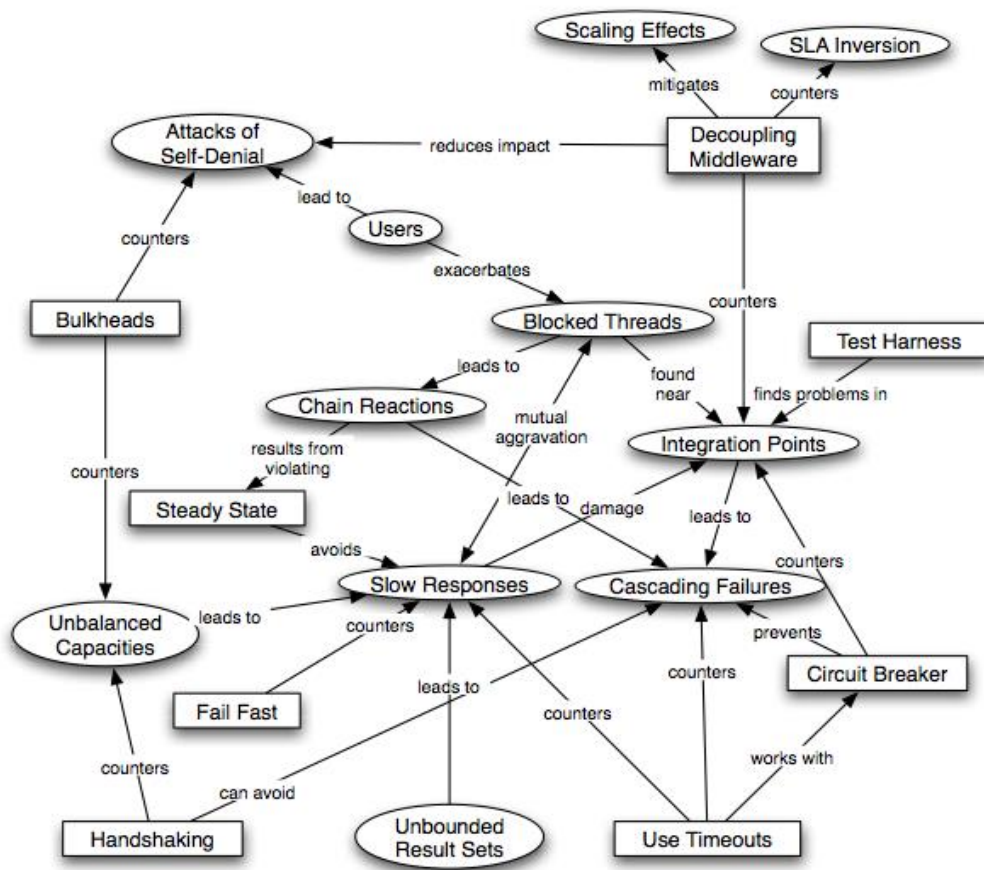 Scaling Effects
SLA Inversion
mitigates
counters
Attacks of
Self-Denial
reduces impact
Decoupling
Middleware
lead to
Users
counters
exacerbates
counters
Bulkheads
Blocked Threads
Test Harness
leads to
found
near
finds problems in
Chain Reactions
mutual
aggravation
Integration Points
results from
violating
counters
leads to
damage
Steady State
leads to
avoids
counters
Slow Responses
Cascading Failures
leads to
Unbalanced
Capacities
counters
prevents
Circuit Breaker
leads to
counters
Fail Fast
counters
counters
works with
can avoid
Handshaking
Unbounded
Result Sets
Use Timeouts